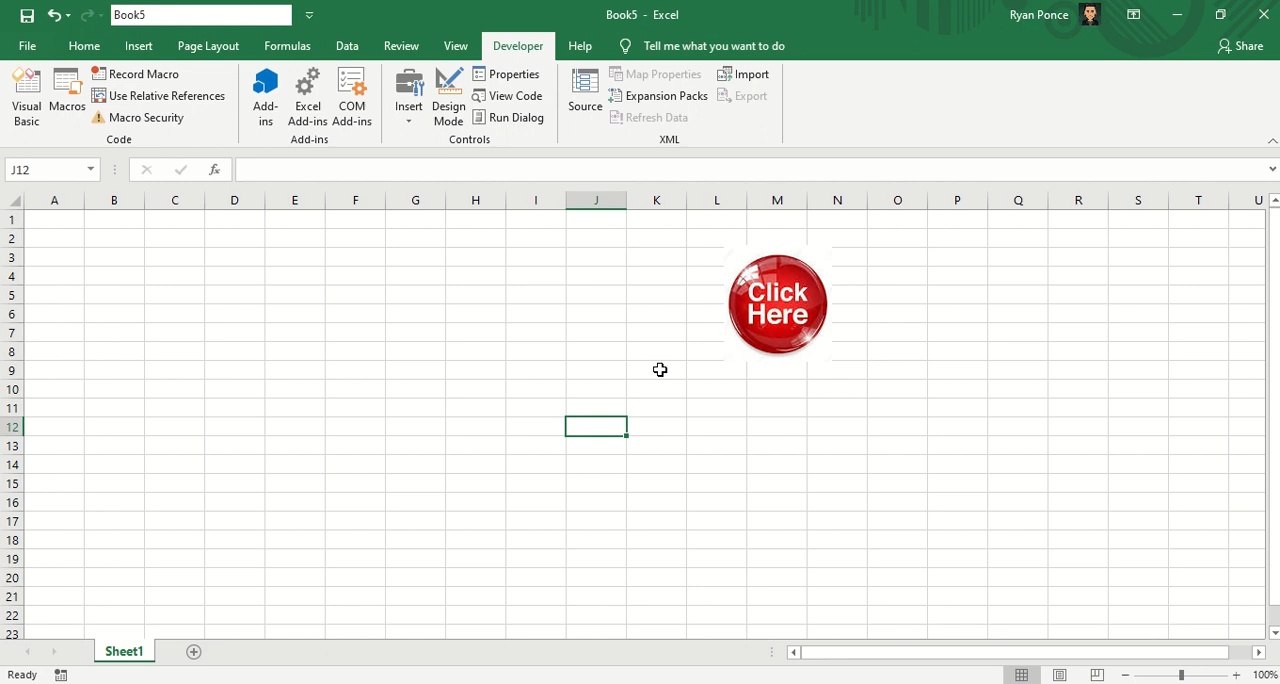 Book5
Book5 - Excel
Ryan Ponce
File Home Insert Page Layout Formulas Data Review View Developer Help Tell me what you want to do Share
Visual Basic
Macros
Record Macro
Use Relative References
Macro Security
Code
Add-ins
Excel Add-ins
COM Add-ins
Add-ins
Insert
Design Mode
Properties
View Code
Run Dialog
Controls
Source
Map Properties
Expansion Packs
Refresh Data
Import
Export
XML
J12
fx
A B C D E F G H I J K L M N O P Q R S T U
1
2
3
4
5
6
7
8
9
10
11
12
13
14
15
16
17
18
19
20
21
22
23
Click
Here
Sheet1
Ready
100%